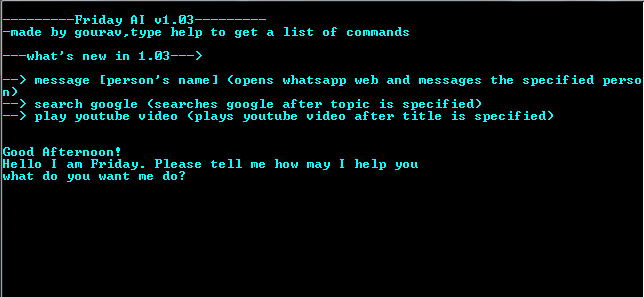 ---------Friday AI v1.03---------
-made by gourav,type help to get a list of commands
---what's new in 1.03--->
--> message [person's name] (opens whatsapp web and messages the specified perso
n)
--> search google (searches google after topic is specified)
--> play youtube video (plays youtube video after title is specified)
Good Afternoon!
Hello I am Friday. Please tell me how may I help you
what do you want me do?